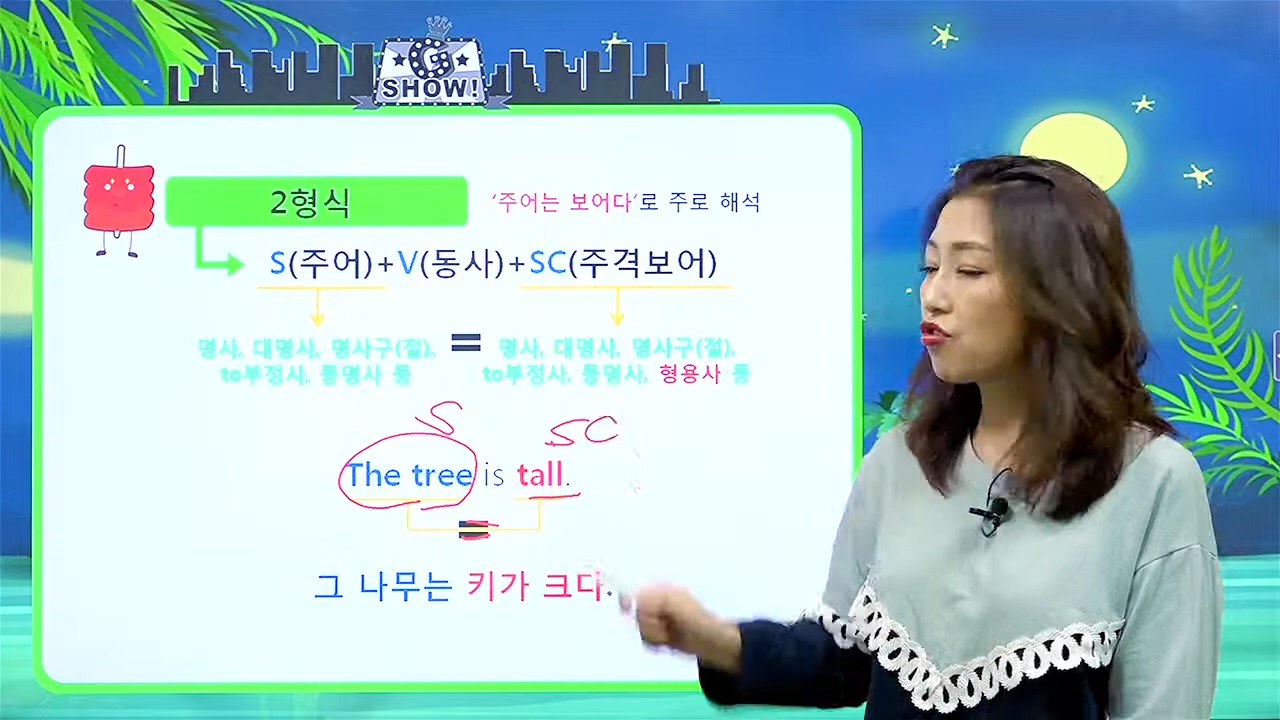 G
SHOW!
2형식
‘주어는 보어다’로 주로 해석
S(주어)+V(동사)+SC(주격보어)
명사, 대명사, 명사구(절), = 명사, 대명사, 명사구(절),
to부정사, 동명사 등 to부정사, 동명사, 형용사 등
S SC
The tree is tall.
=
그 나무는 키가 크다.